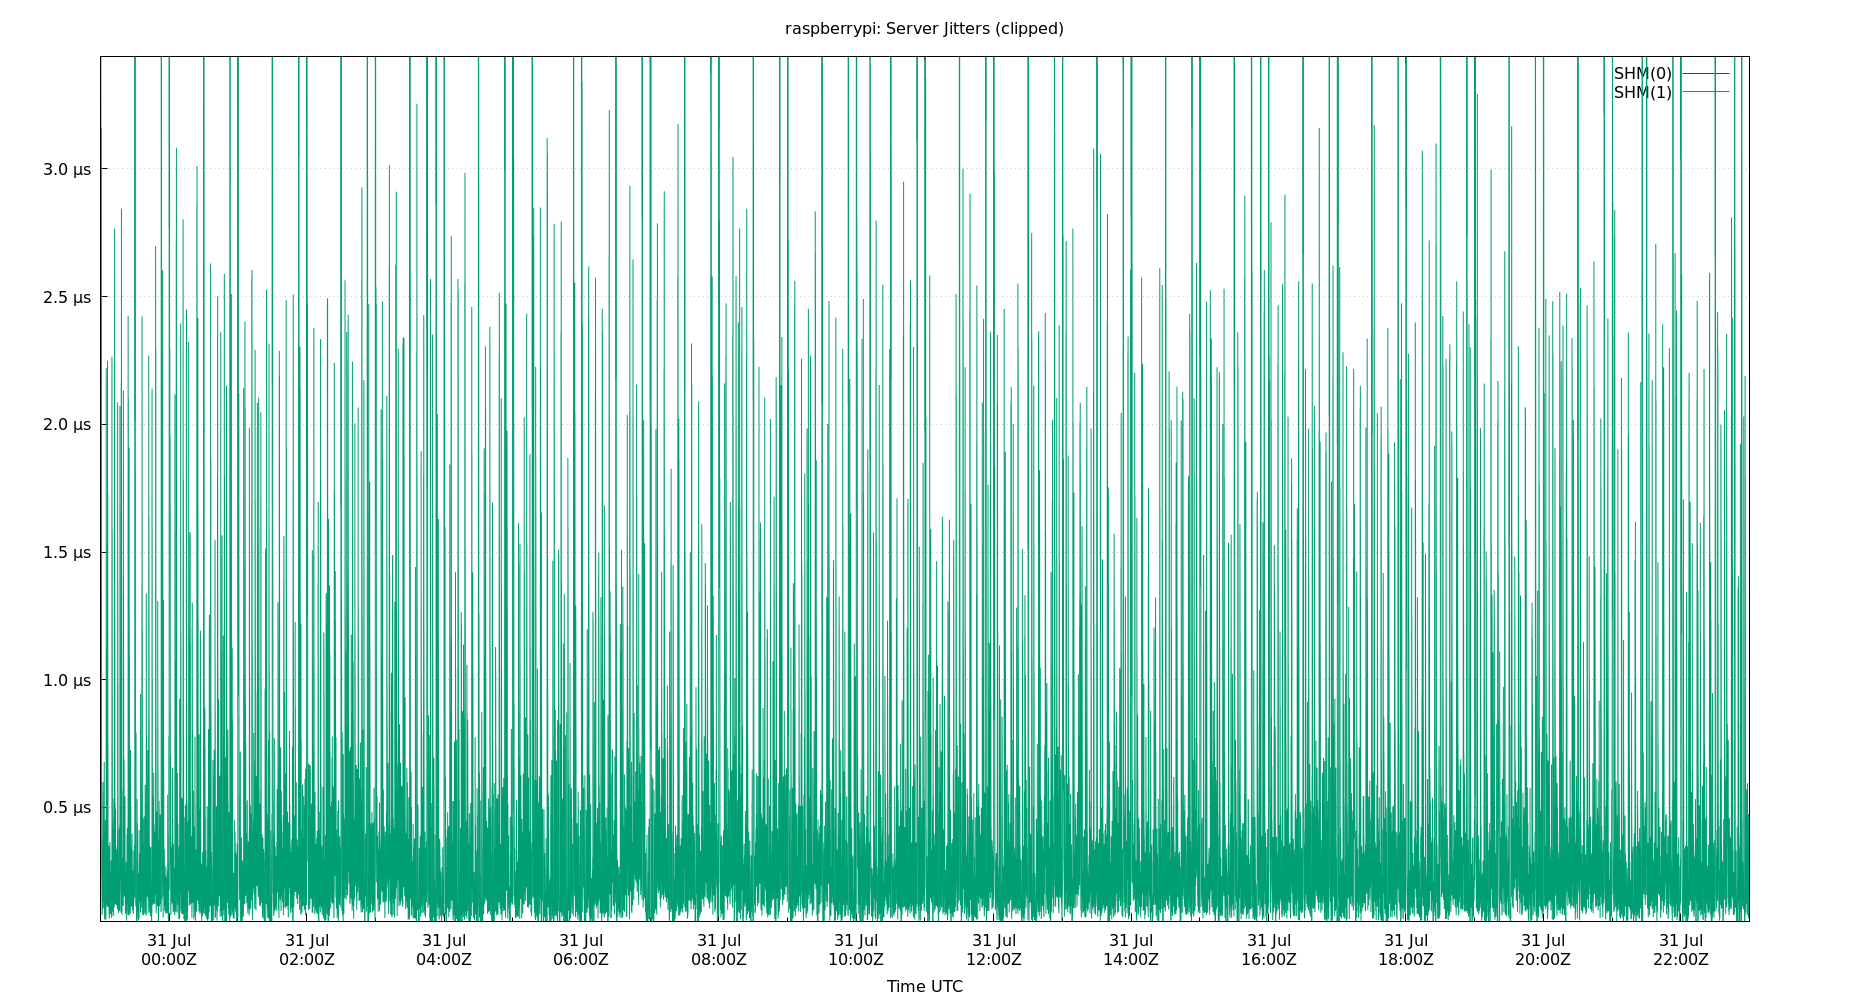 raspberrypi: Server Jitters (clipped)
SHM(0)
SHM(1)
3.0 µs
2.5 µs
2.0 µs
1.5 µs
1.0 µs
0.5 µs
31 Jul 31 Jul 31 Jul 31 Jul 31 Jul 31 Jul 31 Jul 31 Jul 31 Jul 31 Jul 31 Jul 31 Jul
00:00Z 02:00Z 04:00Z 06:00Z 08:00Z 10:00Z 12:00Z 14:00Z 16:00Z 18:00Z 20:00Z 22:00Z
Time UTC